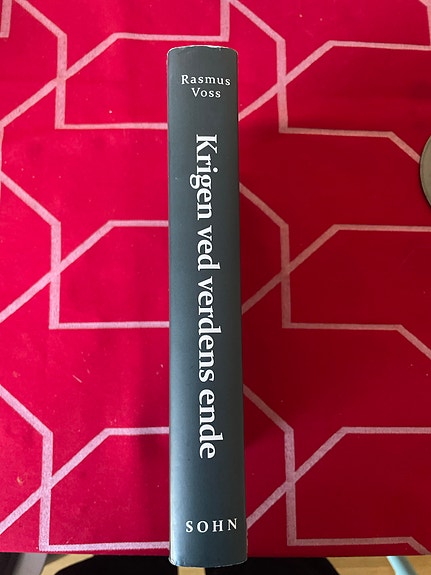 Rasmus
Voss
Krigen ved verdens ende
SOHN